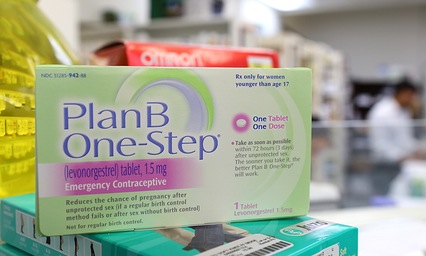 omron
NDC 51285-942-88
Rx only for women
younger than age 17
Plan B
One-Step®
One Tablet
One Dose
(levonorgestrel) tablet, 1.5 mg
Emergency Contraceptive
Reduces the chance of pregnancy after
unprotected sex (if a regular birth control
method fails or after sex without birth control)
Not for regular birth control.
• Take as soon as possible
within 72 hours (3 days)
after unprotected sex.
The sooner you take it, the
better Plan B One-Step®
will work.
1 Tablet
Levonorgestrel 1.5mg